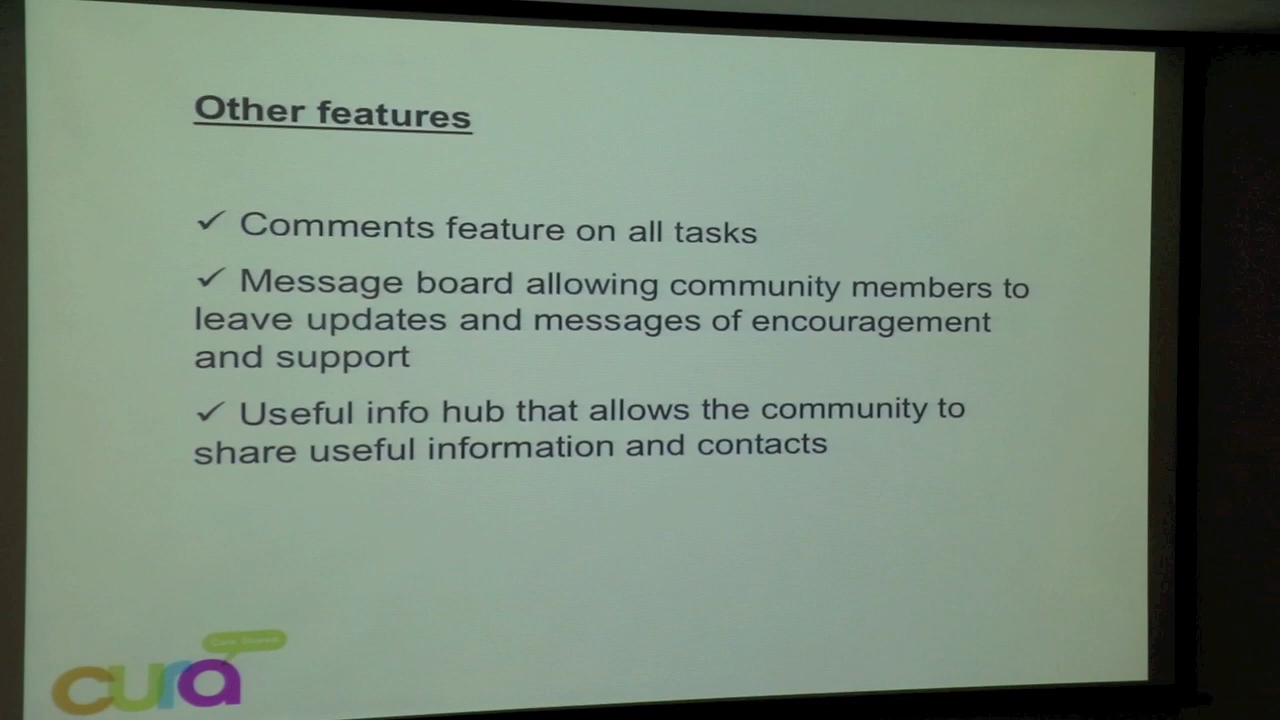 Other features
✓ Comments feature on all tasks
✓ Message board allowing community members to
leave updates and messages of encouragement
and support
✓ Useful info hub that allows the community to
share useful information and contacts
cura